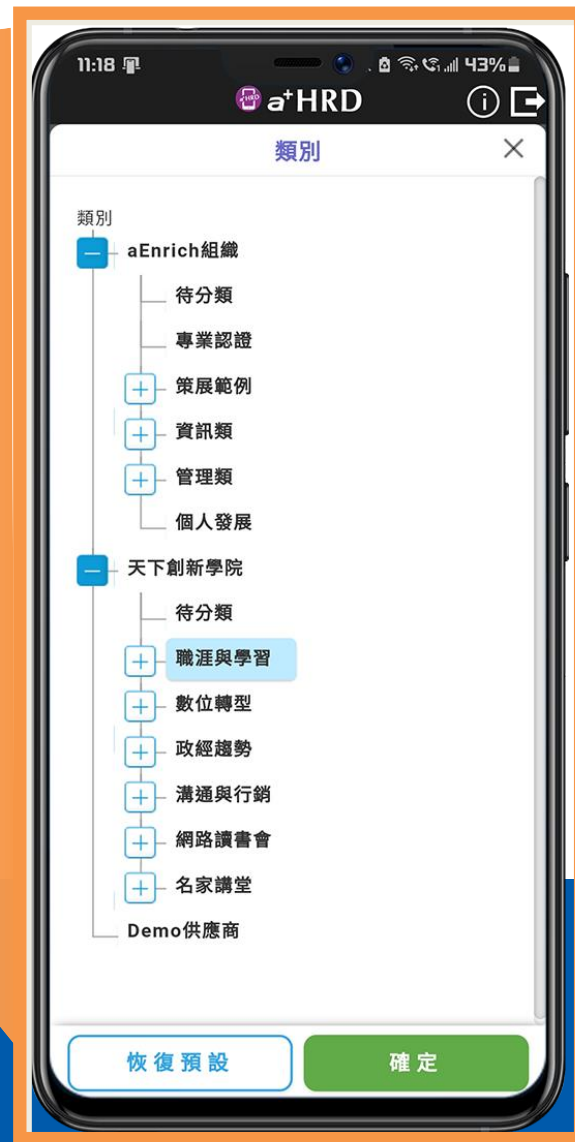 11:18
43%
a+HRD
類別
類別
aEnrich組織
待分類
專業認證
策展範例
資訊類
管理類
個人發展
天下創新學院
待分類
職涯與學習
數位轉型
政經趨勢
溝通與行銷
網路讀書會
名家講堂
Demo供應商
恢復預設
確定